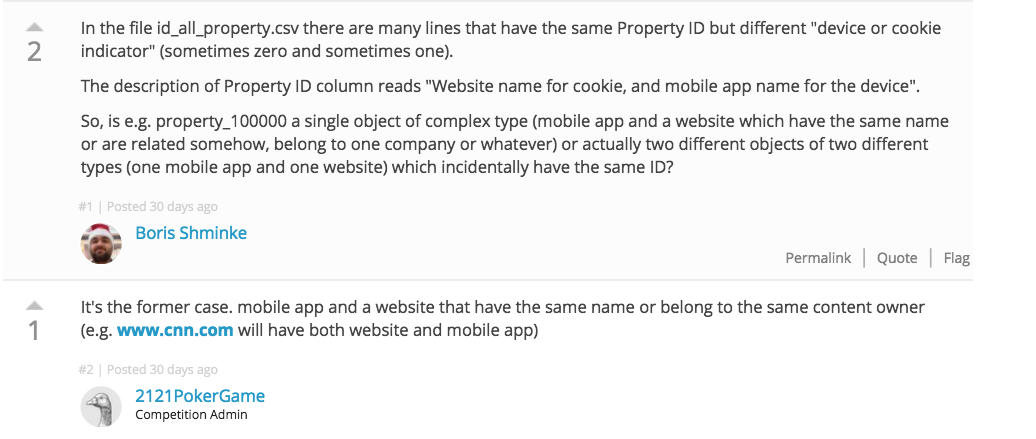 In the file id_all_property.csv there are many lines that have the same Property ID but different "device or cookie
2
indicator" (sometimes zero and sometimes one).
The description of Property ID column reads "Website name for cookie, and mobile app name for the device".
So, is e.g. property_100000 a single object of complex type (mobile app and a website which have the same name
or are related somehow, belong to one company or whatever) or actually two different objects of two different
types (one mobile app and one website) which incidentally have the same ID?
#1 | Posted 30 days ago
Boris Shminke
Permalink | Quote | Flag
It's the former case. mobile app and a website that have the same name or belong to the same content owner
1
(e.g. www.cnn.com will have both website and mobile app)
#2 | Posted 30 days ago
2121PokerGame
Competition Admin